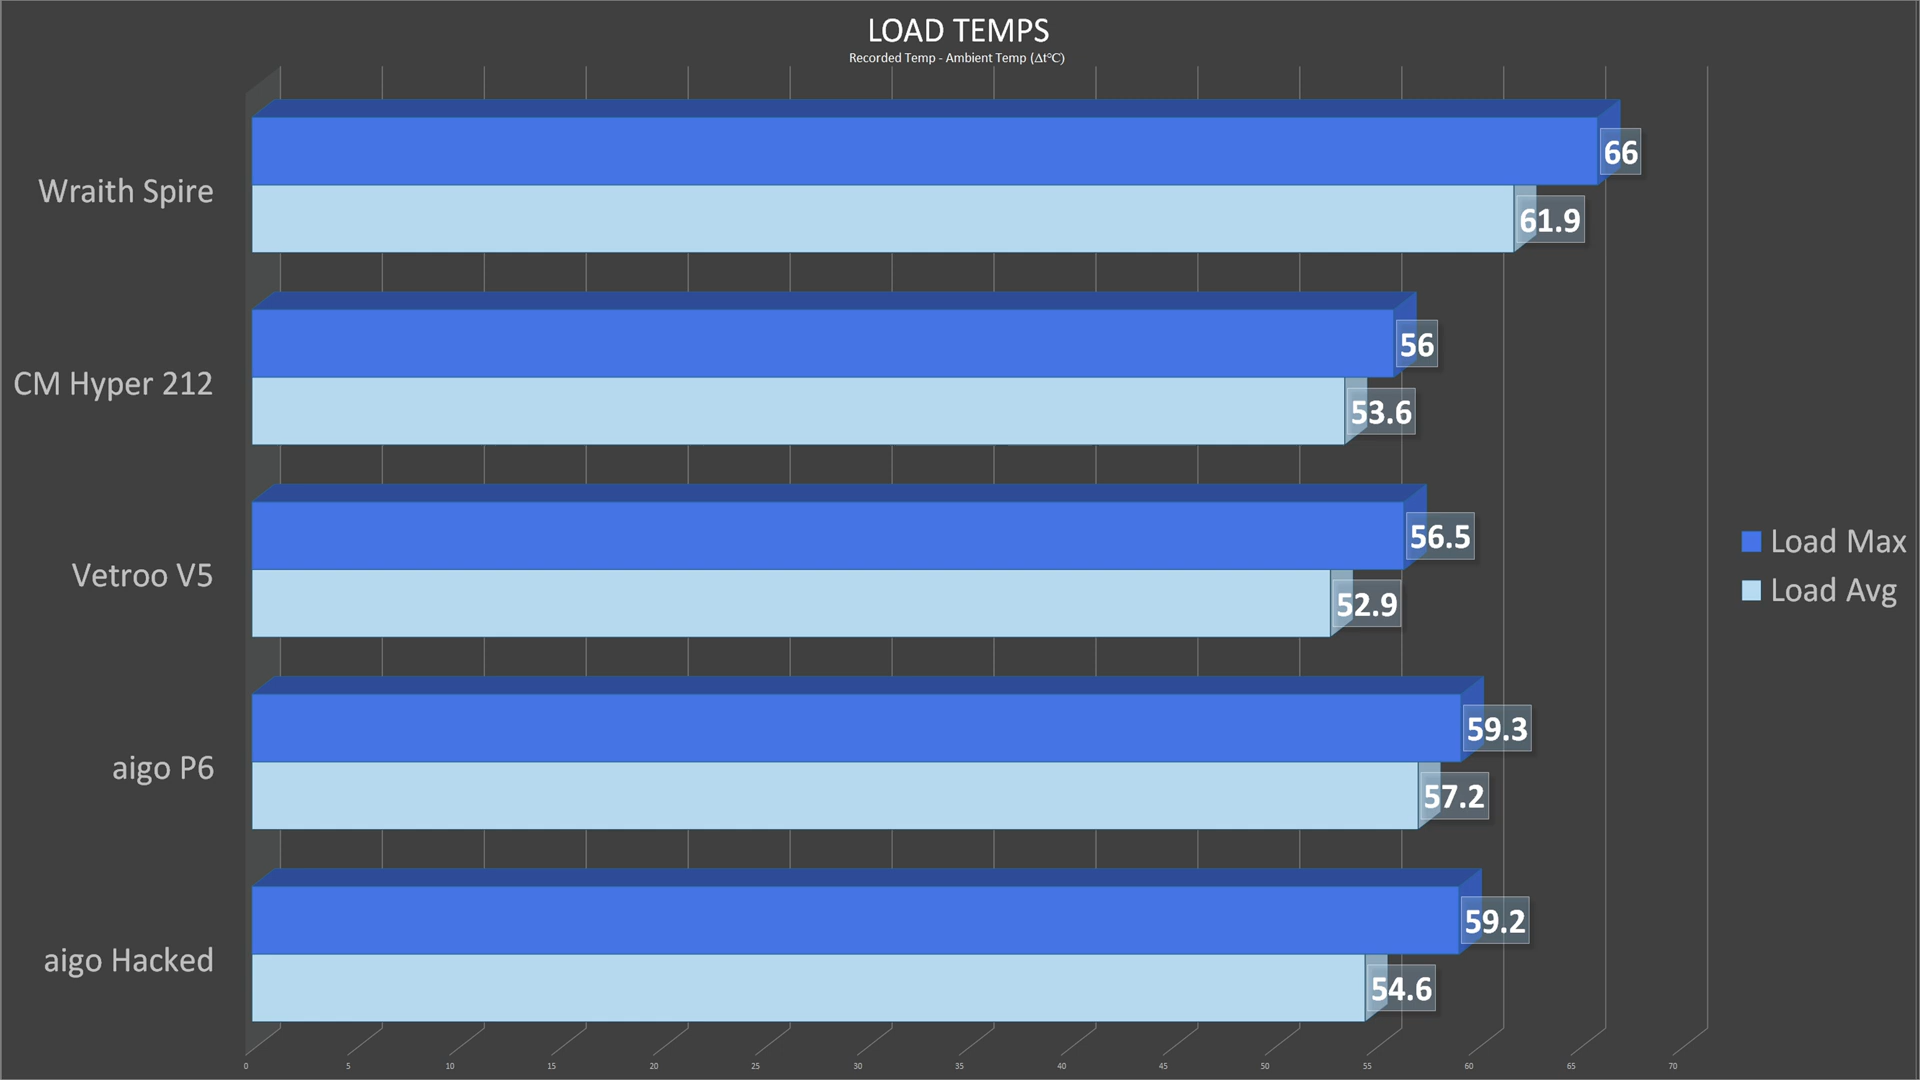 LOAD TEMPS
Recorded Temp - Ambient Temp (Δt°C)
Wraith Spire
66
61.9
CM Hyper 212
56
53.6
Vetroo V5
56.5
52.9
aigo P6
59.3
57.2
aigo Hacked
59.2
54.6
Load Max
Load Avg
0 5 10 15 20 25 30 35 40 45 50 55 60 65 70